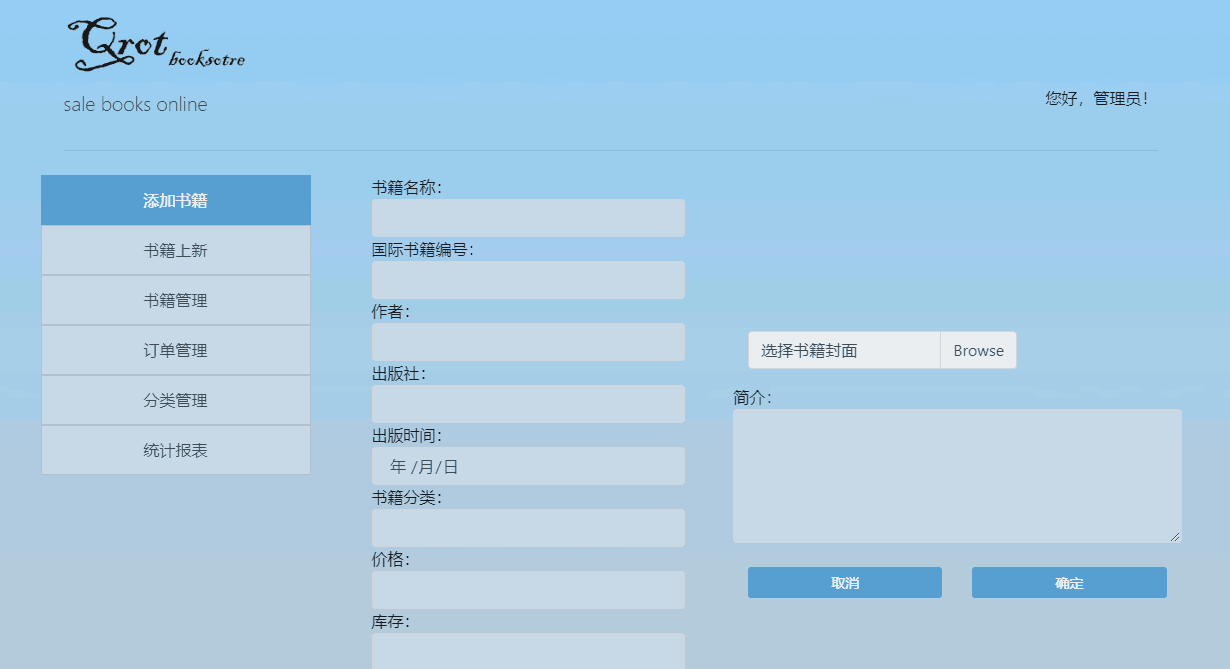 Qrot booksotre
sale books online
您好，管理员！
添加书籍
书籍上新
书籍管理
订单管理
分类管理
统计报表
书籍名称：
国际书籍编号：
作者：
出版社：
出版时间：
年 /月/日
书籍分类：
价格：
库存：
选择书籍封面 Browse
简介：
取消 确定